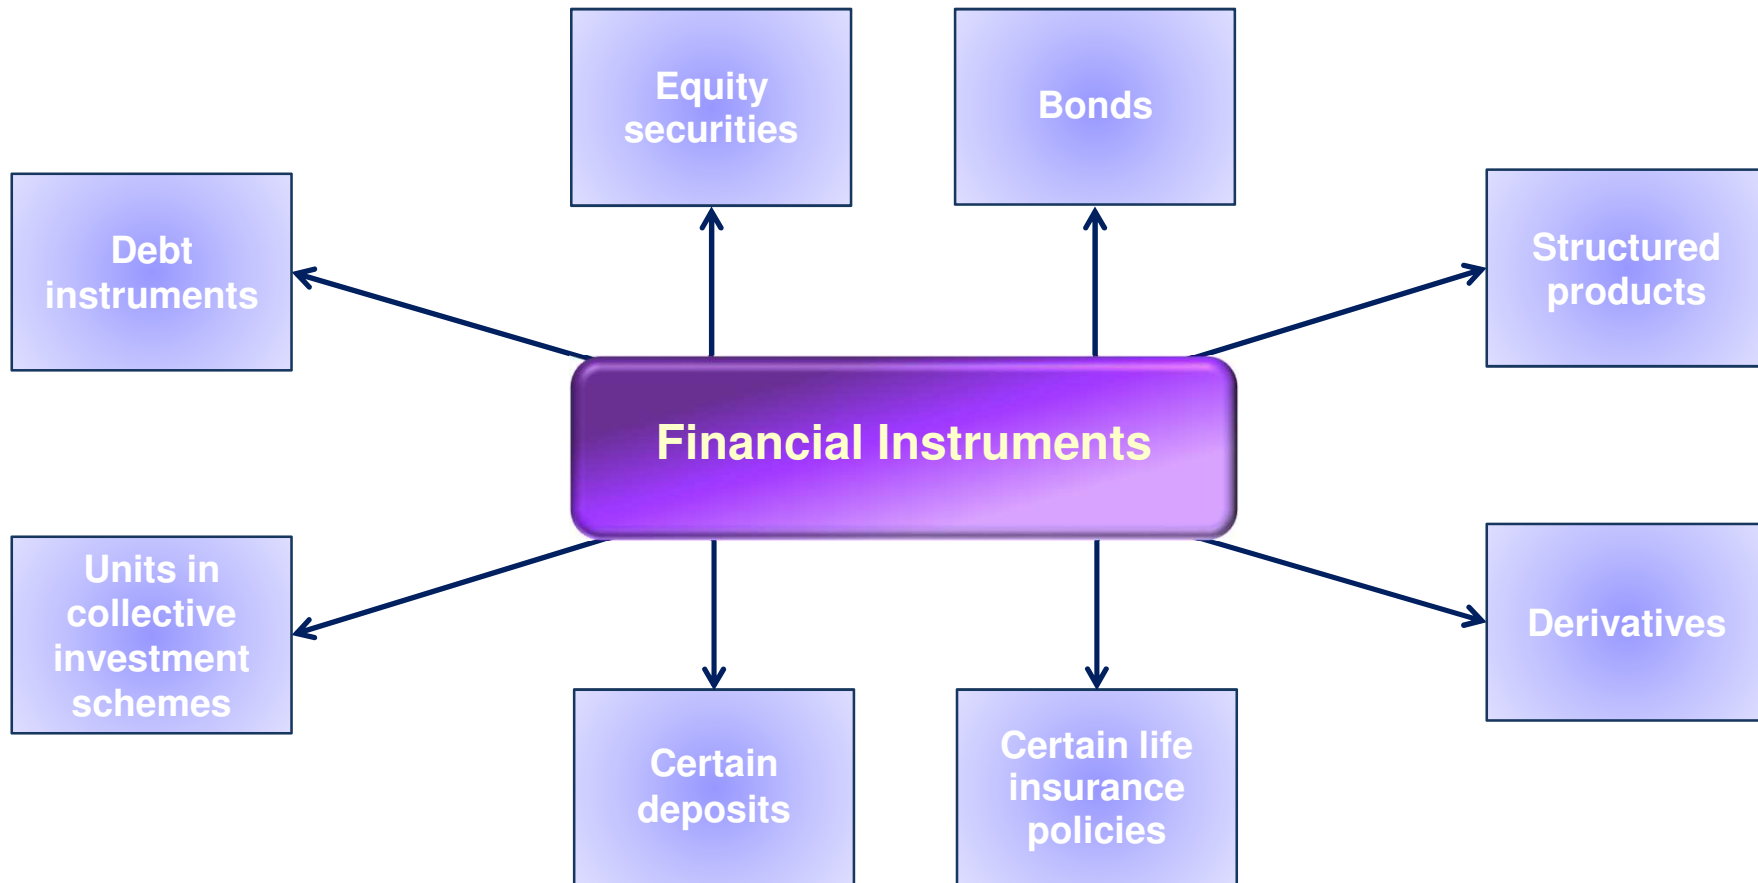 Equity
securities
Bonds
Debt
instruments
Structured
products
Financial Instruments
Units in
collective
investment
schemes
Derivatives
Certain
deposits
Certain life
insurance
policies